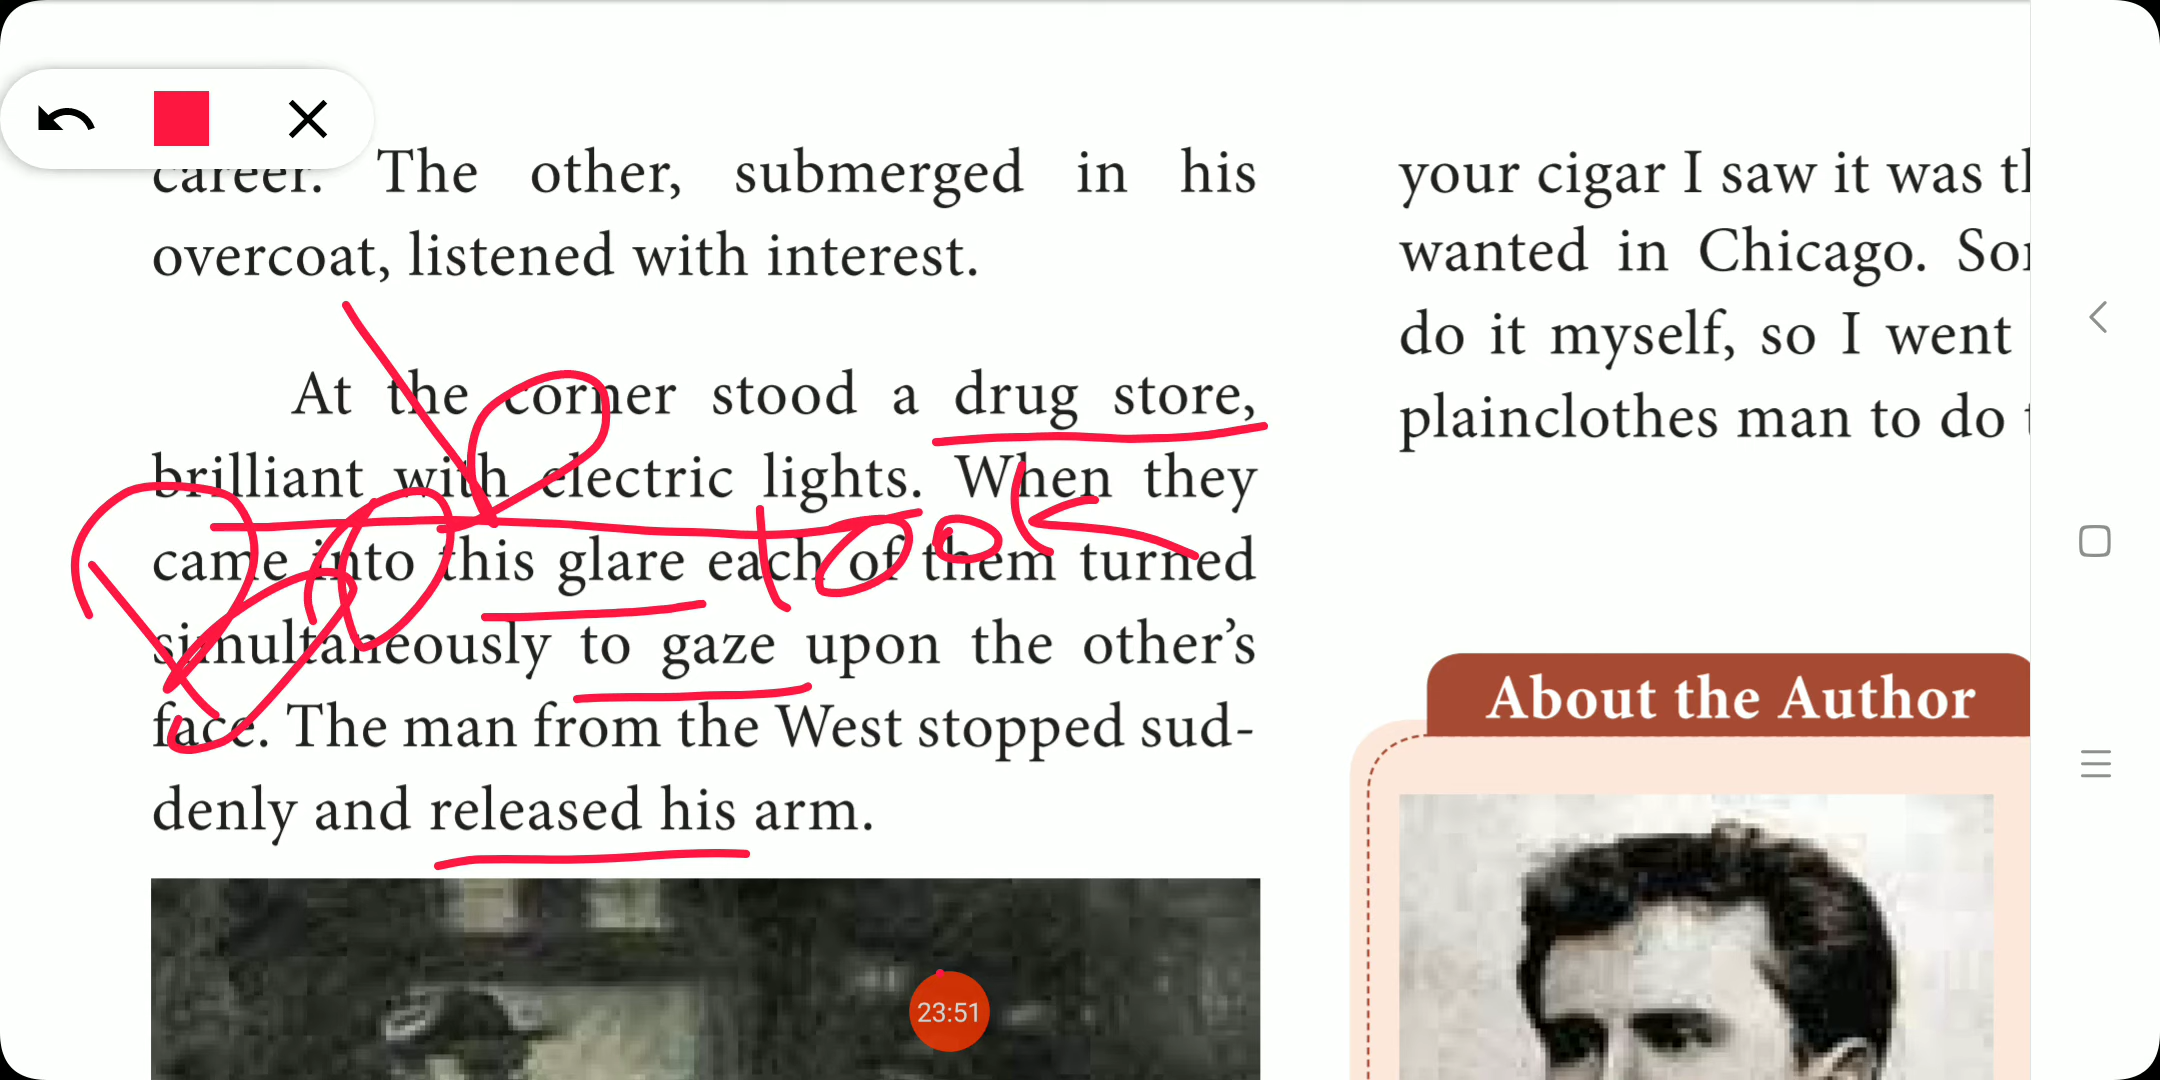 career. The other, submerged in his
overcoat, listened with interest.
At the corner stood a drug store,
brilliant with electric lights. When they
came into this glare each of them turned
simultaneously to gaze upon the other's
face. The man from the West stopped sud-
denly and released his arm.
look
23:51
your cigar I saw it was
wanted in Chicago.
do it myself, so I went
plainclothes man to do
About the Author